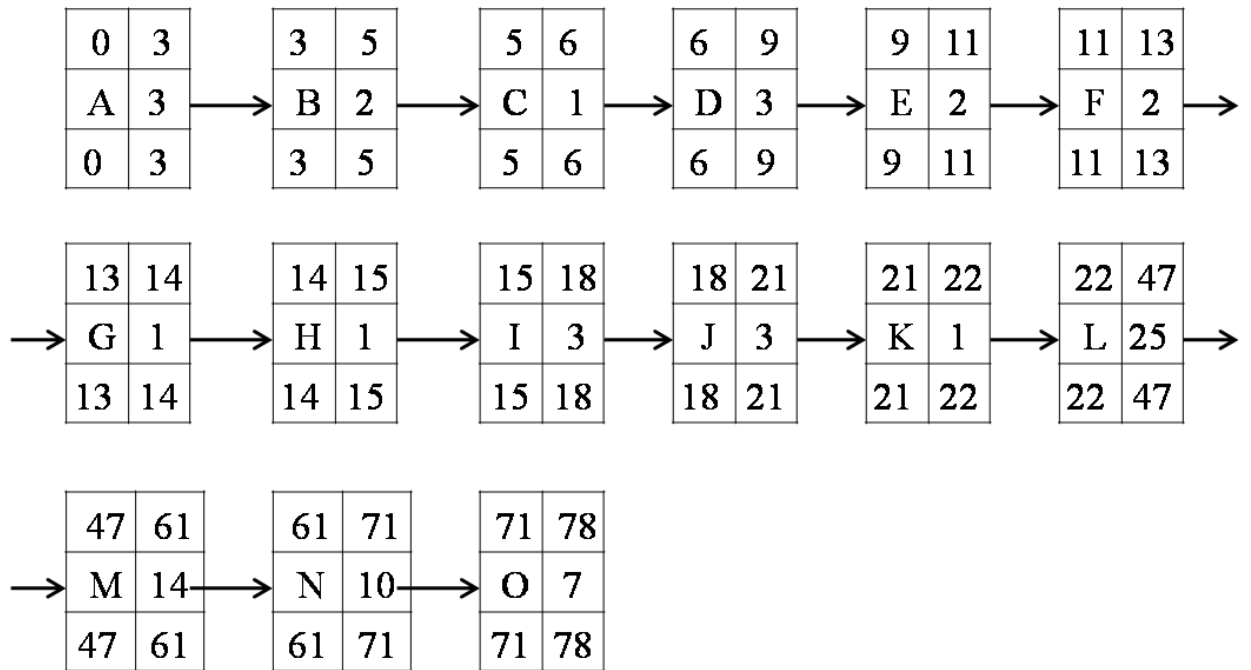 0 3 3 5 5 6 6 9 9 11 11 13
A 3 B 2 C 1 D 3 E 2 F 2
0 3 3 5 5 6 6 9 9 11 11 13
13 14 14 15 15 18 18 21 21 22 22 47
G 1 H 1 I 3 J 3 K 1 L 25
13 14 14 15 15 18 18 21 21 22 22 47
47 61 61 71 71 78
M 14 N 10 O 7
47 61 61 71 71 78